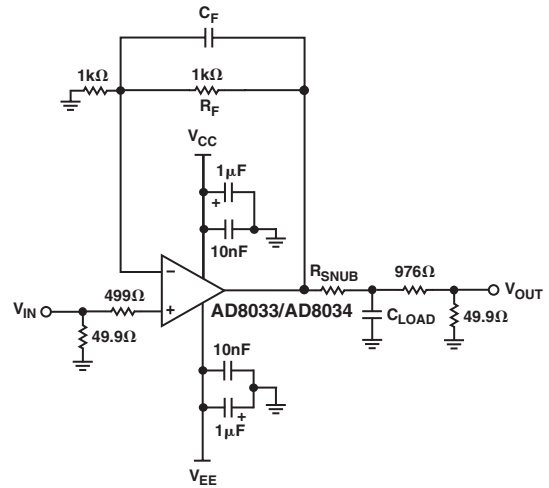 C_F
1kΩ
1kΩ
R_F
V_CC
1μF
+
10nF
−
+
499Ω
V_IN
49.9Ω
AD8033/AD8034
R_SNUB
976Ω
V_OUT
C_LOAD
49.9Ω
10nF
+
1μF
V_EE